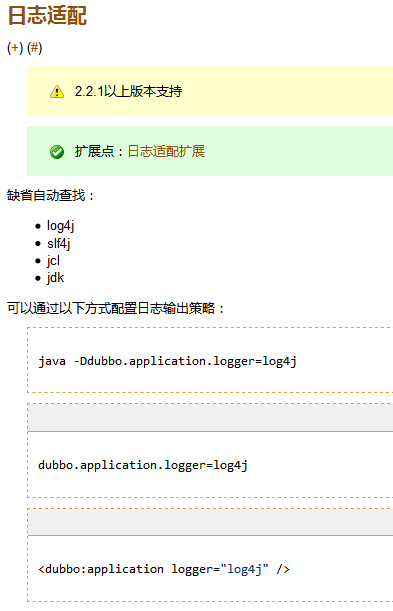 日志适配
(+) (#)
2.2.1以上版本支持
扩展点：日志适配扩展
缺省自动查找：
log4j
slf4j
jcl
jdk
可以通过以下方式配置日志输出策略：
java -Ddubbo.application.logger=log4j
dubbo.application.logger=log4j
<dubbo:application logger="log4j" />